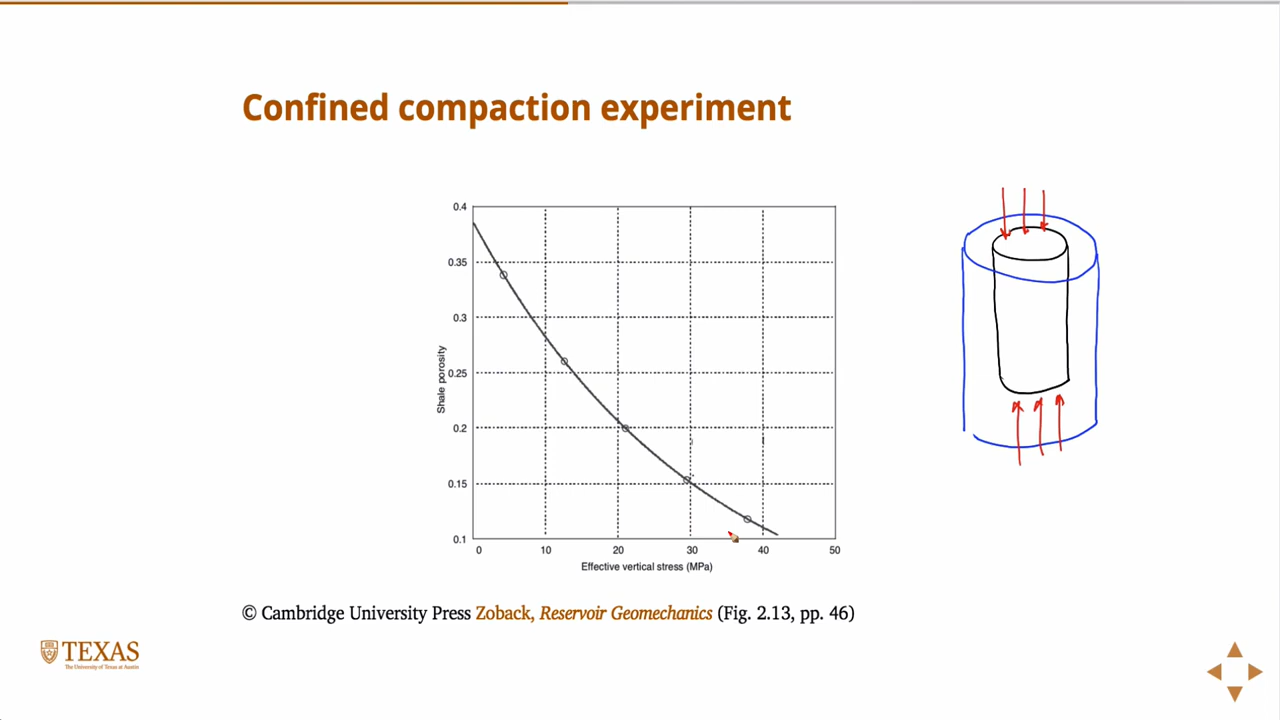 Confined compaction experiment
0.4
0.35
0.3
0.25
0.2
0.15
0.1
Shale porosity
0 10 20 30 40 50
Effective vertical stress (MPa)
© Cambridge University Press Zoback, Reservoir Geomechanics (Fig. 2.13, pp. 46)
TEXAS
The University of Texas at Austin